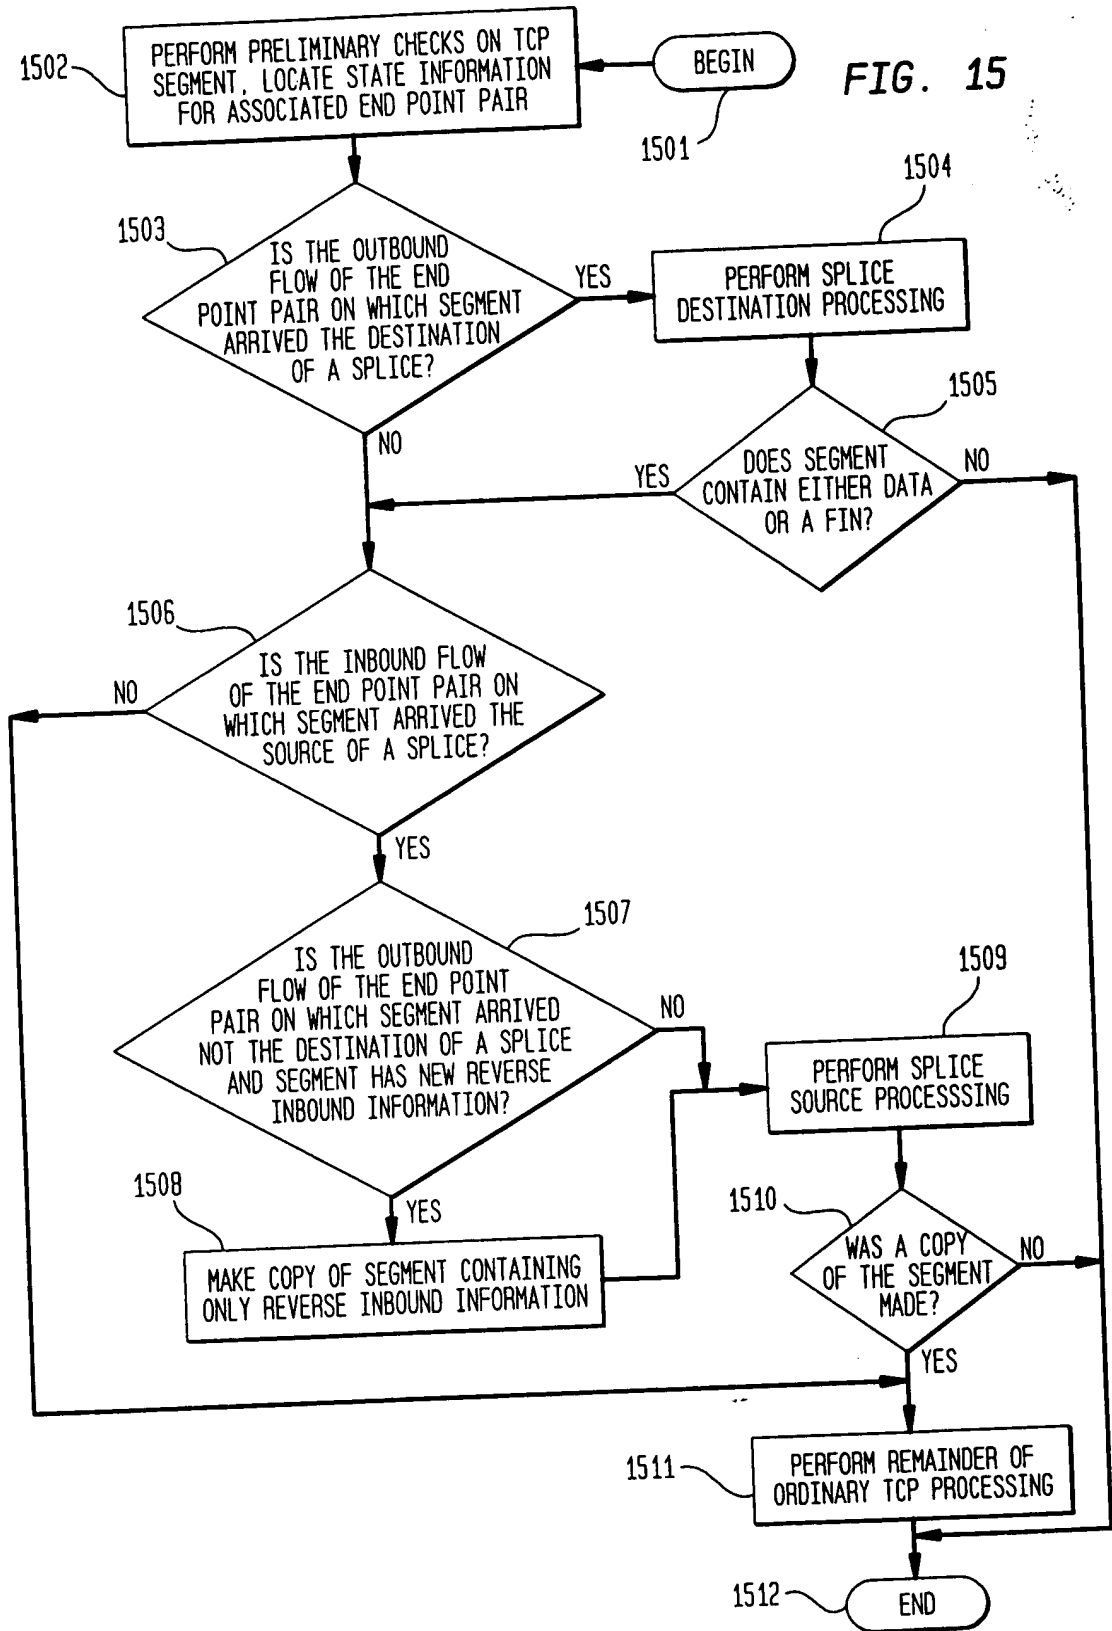 FIG. 15
BEGIN
1501
1502
PERFORM PRELIMINARY CHECKS ON TCP
SEGMENT, LOCATE STATE INFORMATION
FOR ASSOCIATED END POINT PAIR
1503
IS THE OUTBOUND
FLOW OF THE END
POINT PAIR ON WHICH SEGMENT
ARRIVED THE DESTINATION
OF A SPLICE?
YES
NO
1504
PERFORM SPLICE
DESTINATION PROCESSING
1505
DOES SEGMENT
CONTAIN EITHER DATA
OR A FIN?
YES
NO
1506
IS THE INBOUND FLOW
OF THE END POINT PAIR ON
WHICH SEGMENT ARRIVED THE
SOURCE OF A SPLICE?
NO
YES
1507
IS THE OUTBOUND
FLOW OF THE END POINT
PAIR ON WHICH SEGMENT ARRIVED
NOT THE DESTINATION OF A SPLICE
AND SEGMENT HAS NEW REVERSE
INBOUND INFORMATION?
NO
YES
1508
MAKE COPY OF SEGMENT CONTAINING
ONLY REVERSE INBOUND INFORMATION
1509
PERFORM SPLICE
SOURCE PROCESSSING
1510
WAS A COPY
OF THE SEGMENT
MADE?
NO
YES
1511
PERFORM REMAINDER OF
ORDINARY TCP PROCESSING
1512
END